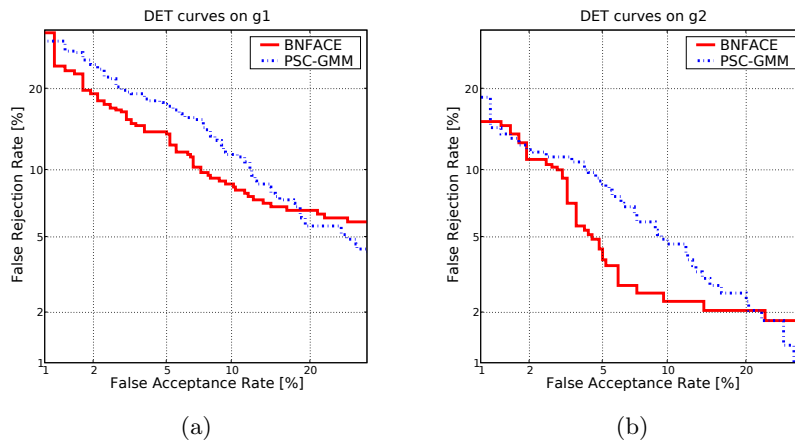 DET curves on g1
BNFACE
PSC-GMM
False Rejection Rate [%]
20
10
5
2
1
1 2 5 10 20
False Acceptance Rate [%]
(a)
DET curves on g2
BNFACE
PSC-GMM
False Rejection Rate [%]
20
10
5
2
1
1 2 5 10 20
False Acceptance Rate [%]
(b)